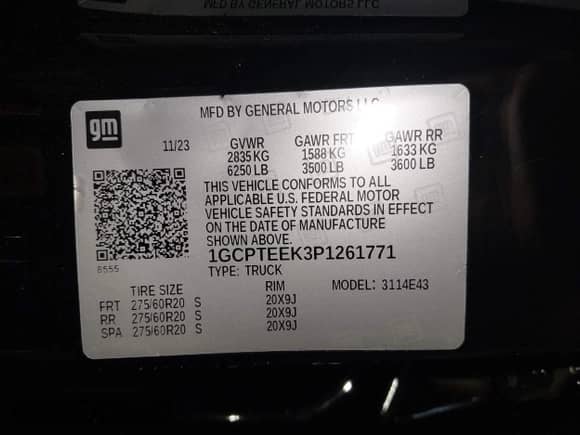 MFD BY GENERAL MOTORS LLC
gm
11/23
GVWR GAWR FRT GAWR RR
2835 KG 1588 KG 1633 KG
6250 LB 3500 LB 3600 LB
THIS VEHICLE CONFORMS TO ALL
APPLICABLE U.S. FEDERAL MOTOR
VEHICLE SAFETY STANDARDS IN EFFECT
ON THE DATE OF MANUFACTURE
SHOWN ABOVE.
8555
1GCPTEEK3P1261771
TYPE: TRUCK
TIRE SIZE RIM MODEL: 3114E43
FRT 275/60R20 S 20X9J
RR 275/60R20 S 20X9J
SPA 275/60R20 S 20X9J